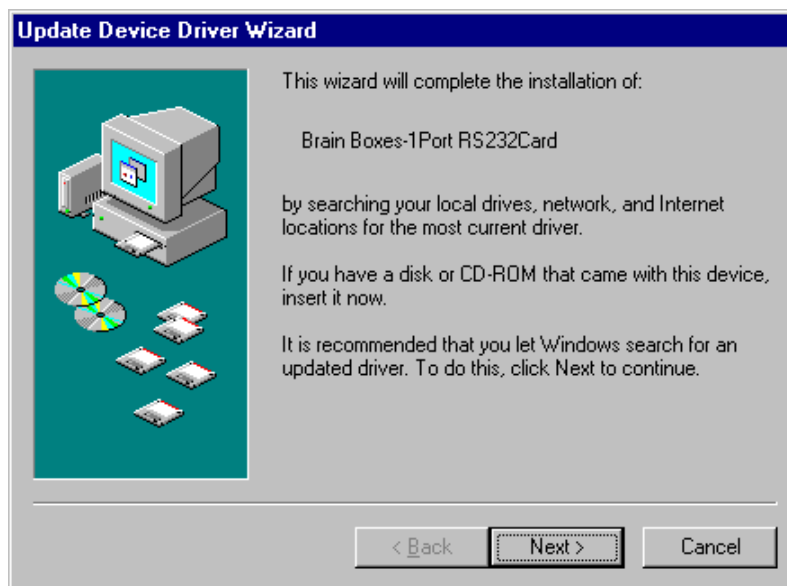 Update Device Driver Wizard
This wizard will complete the installation of:
Brain Boxes-1Port RS232Card
by searching your local drives, network, and Internet
locations for the most current driver.
If you have a disk or CD-ROM that came with this device,
insert it now.
It is recommended that you let Windows search for an
updated driver. To do this, click Next to continue.
< Back
Next >
Cancel